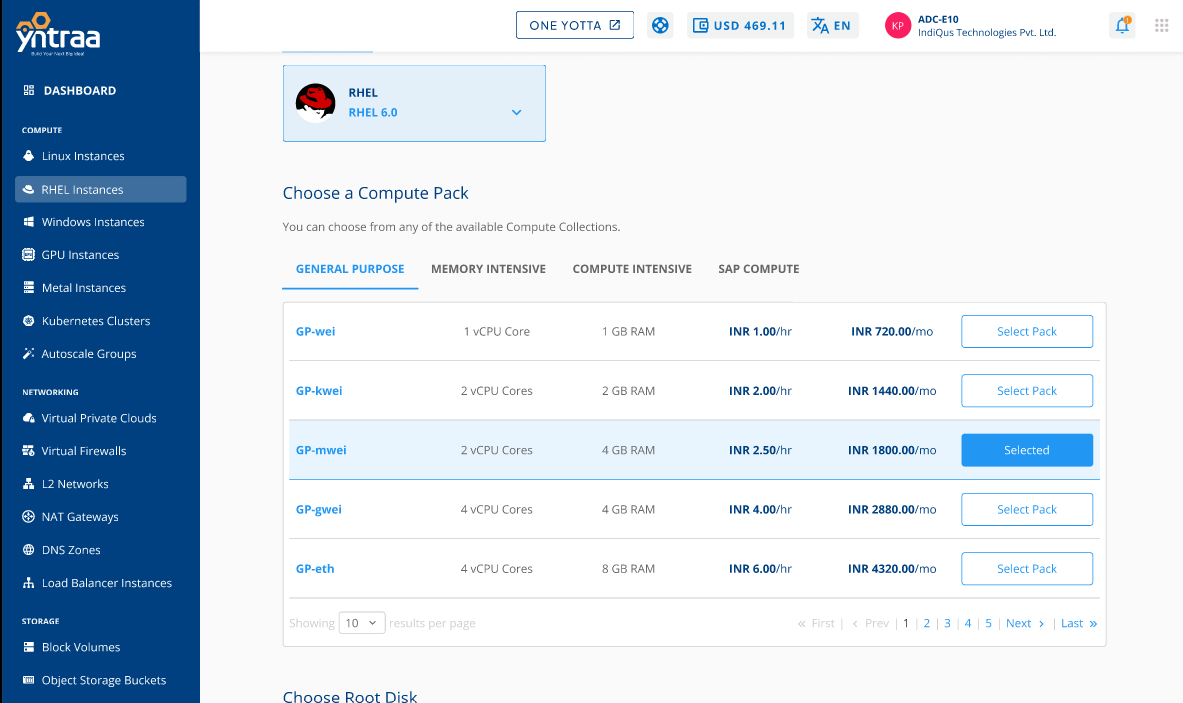 yntraa
Build Your Next Big Idea!
ONE YOTTA
USD 469.11
EN
KP
ADC-E10
IndiQus Technologies Pvt. Ltd.
DASHBOARD
COMPUTE
Linux Instances
RHEL Instances
Windows Instances
GPU Instances
Metal Instances
Kubernetes Clusters
Autoscale Groups
NETWORKING
Virtual Private Clouds
Virtual Firewalls
L2 Networks
NAT Gateways
DNS Zones
Load Balancer Instances
STORAGE
Block Volumes
Object Storage Buckets
RHEL
RHEL 6.0
Choose a Compute Pack
You can choose from any of the available Compute Collections.
GENERAL PURPOSE MEMORY INTENSIVE COMPUTE INTENSIVE SAP COMPUTE
GP-wei 1 vCPU Core 1 GB RAM INR 1.00/hr INR 720.00/mo Select Pack
GP-kwei 2 vCPU Cores 2 GB RAM INR 2.00/hr INR 1440.00/mo Select Pack
GP-mwei 2 vCPU Cores 4 GB RAM INR 2.50/hr INR 1800.00/mo Selected
GP-gwei 4 vCPU Cores 4 GB RAM INR 4.00/hr INR 2880.00/mo Select Pack
GP-eth 4 vCPU Cores 8 GB RAM INR 6.00/hr INR 4320.00/mo Select Pack
Showing 10 results per page « First | ‹ Prev | 1 | 2 | 3 | 4 | 5 | Next › | Last »
Choose Root Disk